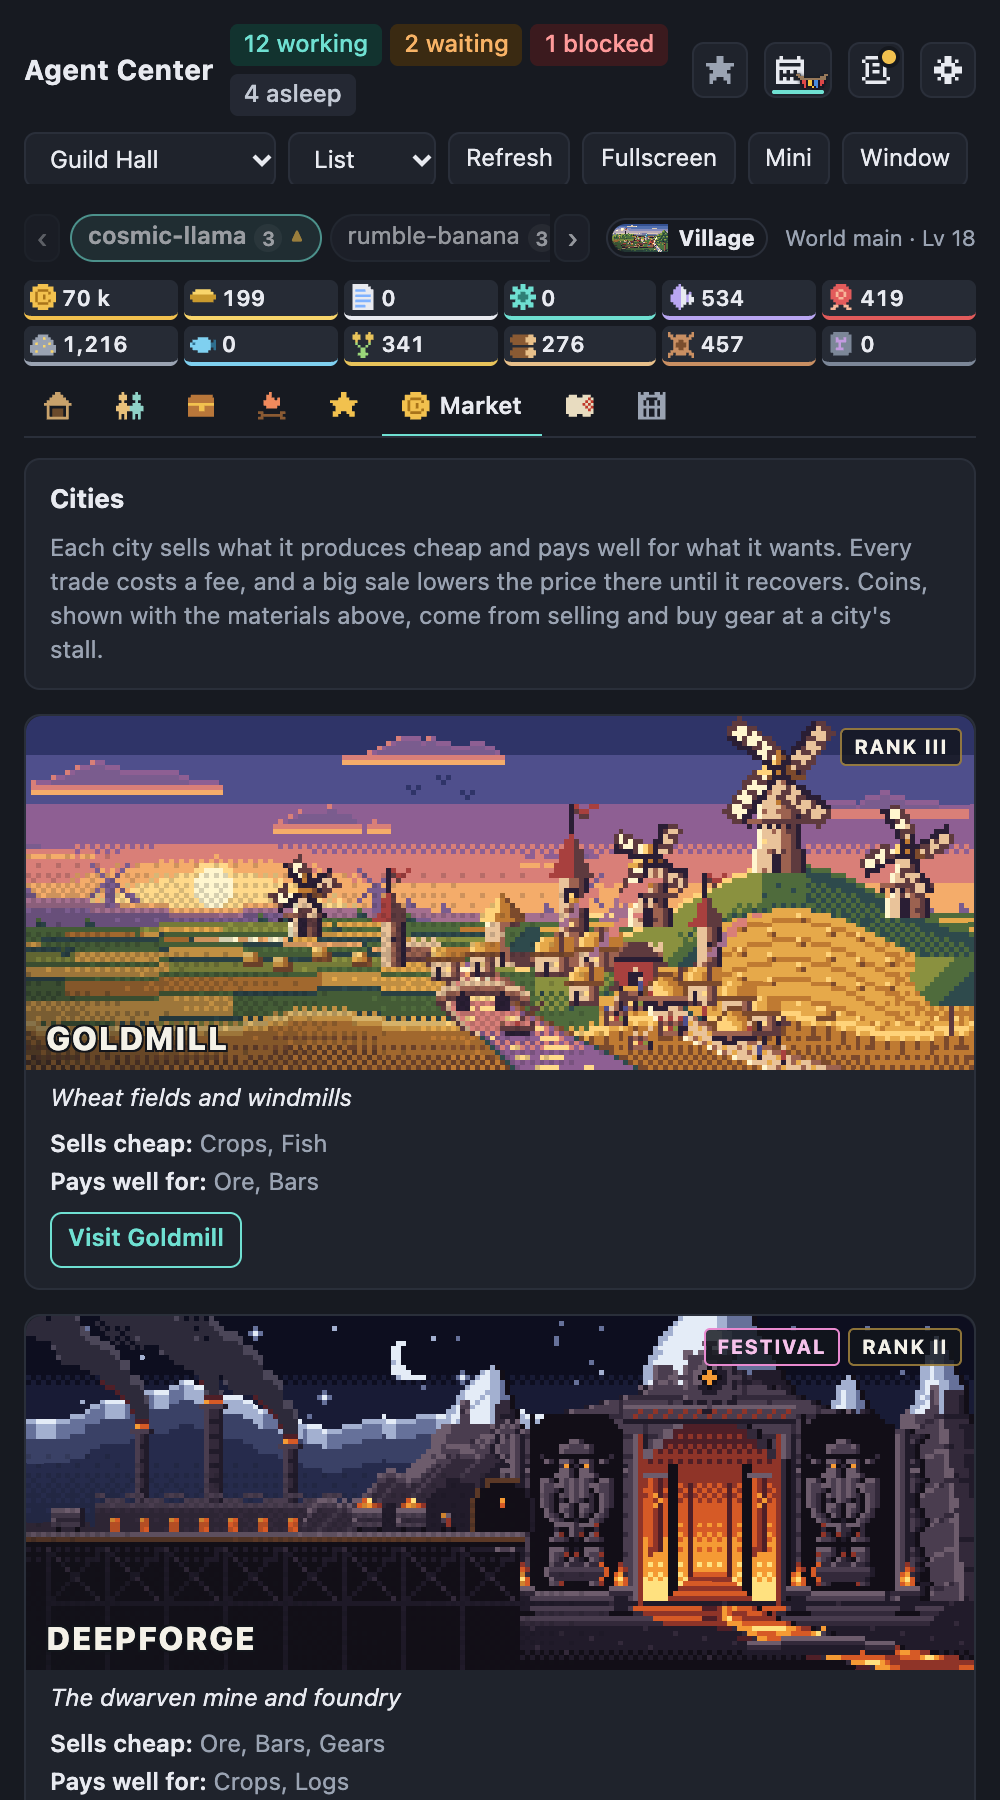 Agent Center
12 working
2 waiting
1 blocked
4 asleep
Guild Hall
List
Refresh
Fullscreen
Mini
Window
‹
cosmic-llama 3 ▲
rumble-banana 3
›
Village
World main · Lv 18
70 k
199
0
0
534
419
1,216
0
341
276
457
0
Market
Cities
Each city sells what it produces cheap and pays well for what it wants. Every
trade costs a fee, and a big sale lowers the price there until it recovers. Coins,
shown with the materials above, come from selling and buy gear at a city's
stall.
RANK III
GOLDMILL
Wheat fields and windmills
Sells cheap: Crops, Fish
Pays well for: Ore, Bars
Visit Goldmill
FESTIVAL
RANK II
DEEPFORGE
The dwarven mine and foundry
Sells cheap: Ore, Bars, Gears
Pays well for: Crops, Logs